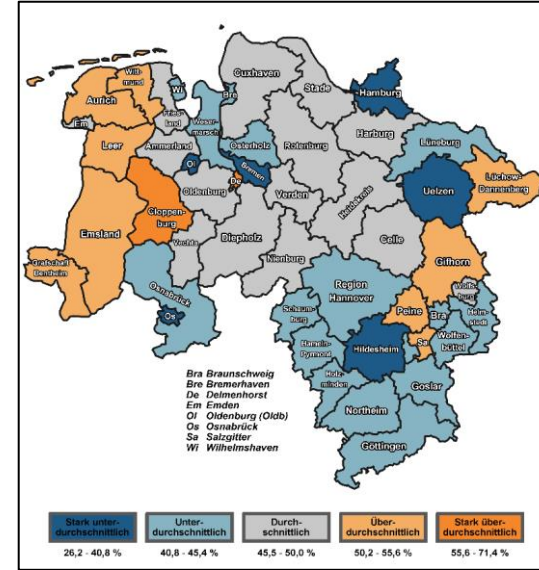 Cuxhaven
Stade
Hamburg
Witt-
mund
Wi
Bre
Aurich
Fries-
land
Em
Weser-
marsch
Osterholz
Rotenburg
Harburg
Lüneburg
Leer
Ammerland
Ol
Bremen
De
Oldenburg
Verden
Heidekreis
Uelzen
Lüchow-
Dannenberg
Cloppen-
burg
Emsland
Vechta
Diepholz
Nienburg
Celle
Gifhorn
Grafschaft
Bentheim
Osnabrück
Os
Region
Hannover
Schaum-
burg
Peine
Wolfs-
burg
Bra
Helm-
stedt
Sa
Wolfen-
büttel
Hameln-
Pyrmont
Hildesheim
Holz-
minden
Goslar
Northeim
Göttingen
Bra Braunschweig
Bre Bremerhaven
De Delmenhorst
Em Emden
Ol Oldenburg (Oldb)
Os Osnabrück
Sa Salzgitter
Wi Wilhelmshaven
Stark unter-
durchschnittlich
Unter-
durchschnittlich
Durch-
schnittlich
Über-
durchschnittlich
Stark über-
durchschnittlich
26,2 - 40,8 %
40,8 - 45,4 %
45,5 - 50,0 %
50,2 - 55,6 %
55,6 - 71,4 %